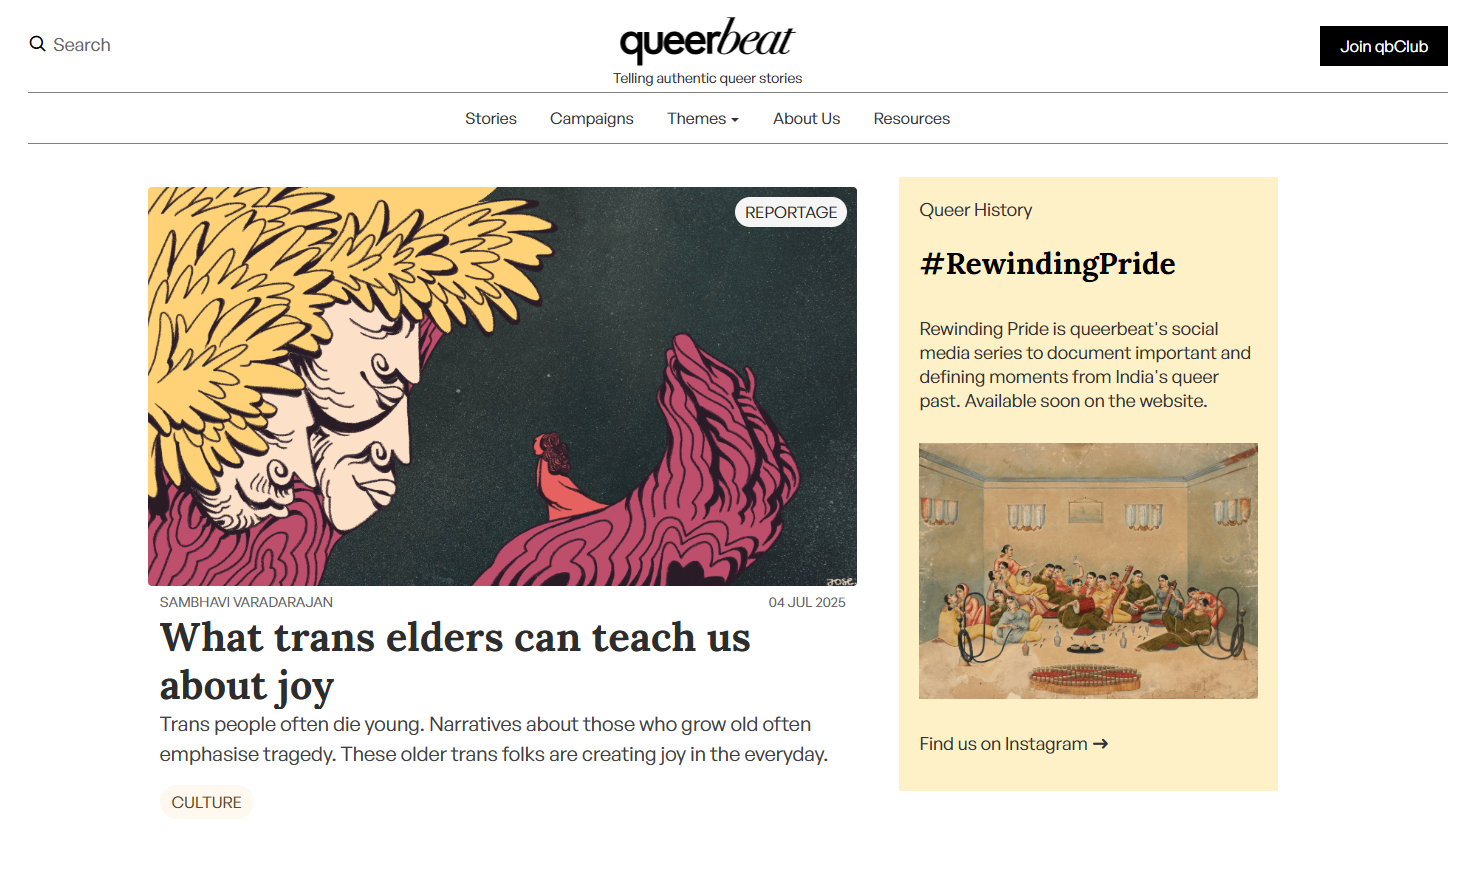 Search
queerbeat
Telling authentic queer stories
Join qbClub
Stories
Campaigns
Themes
About Us
Resources
REPORTAGE
JOSE.
SAMBHAVI VARADARAJAN
04 JUL 2025
What trans elders can teach us
about joy
Trans people often die young. Narratives about those who grow old often
emphasise tragedy. These older trans folks are creating joy in the everyday.
CULTURE
Queer History
#RewindingPride
Rewinding Pride is queerbeat's social
media series to document important and
defining moments from India's queer
past. Available soon on the website.
Find us on Instagram →